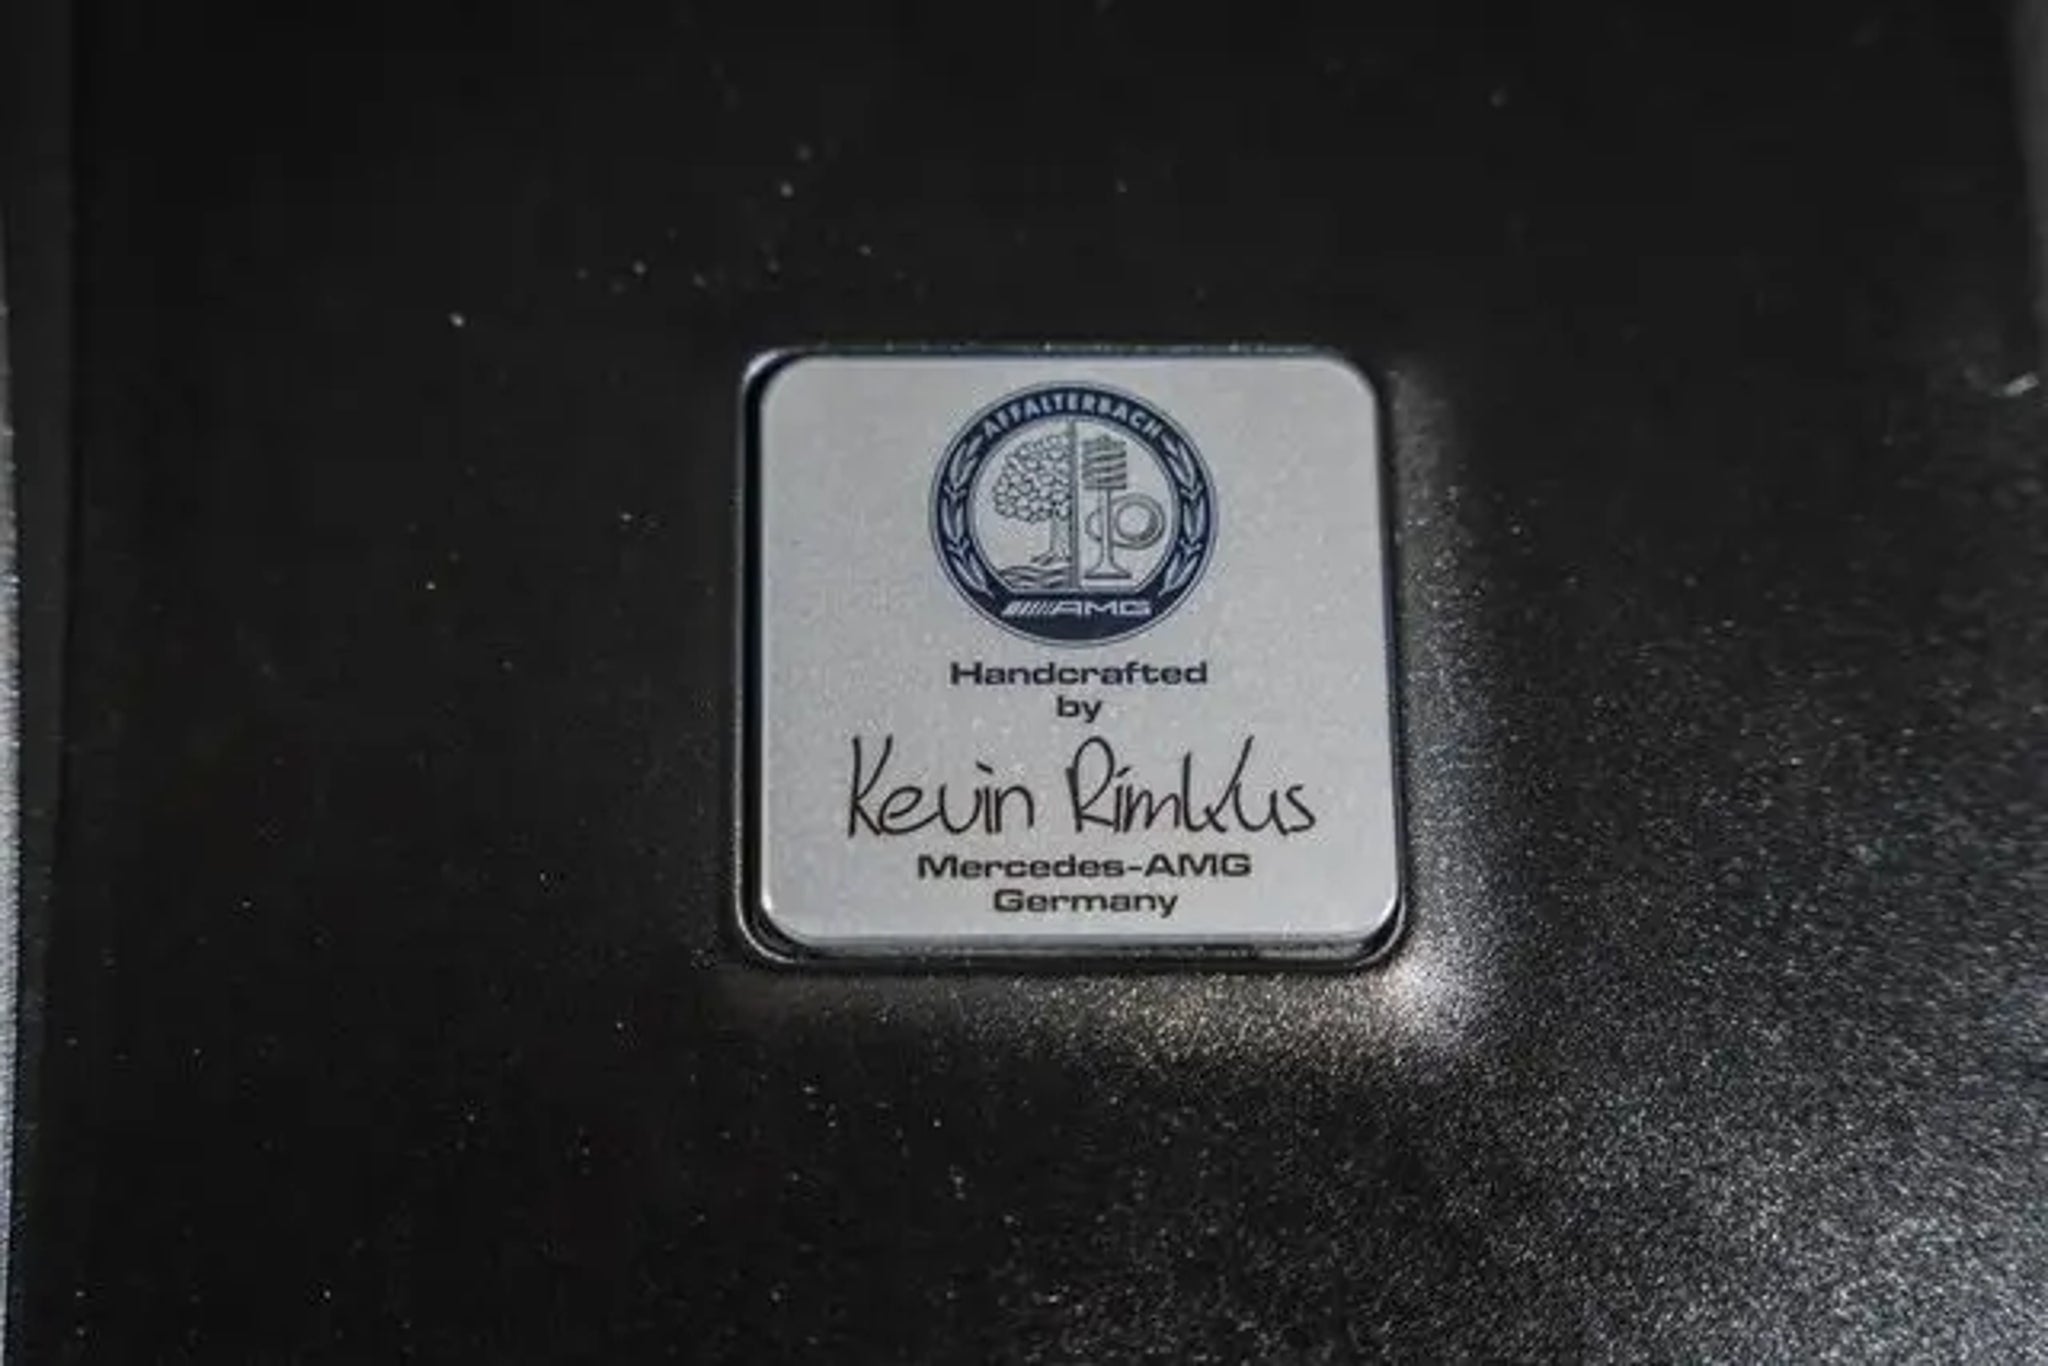 AFFALTERBACH
AMG
Handcrafted
by
Kevin Rimkus
Mercedes-AMG
Germany